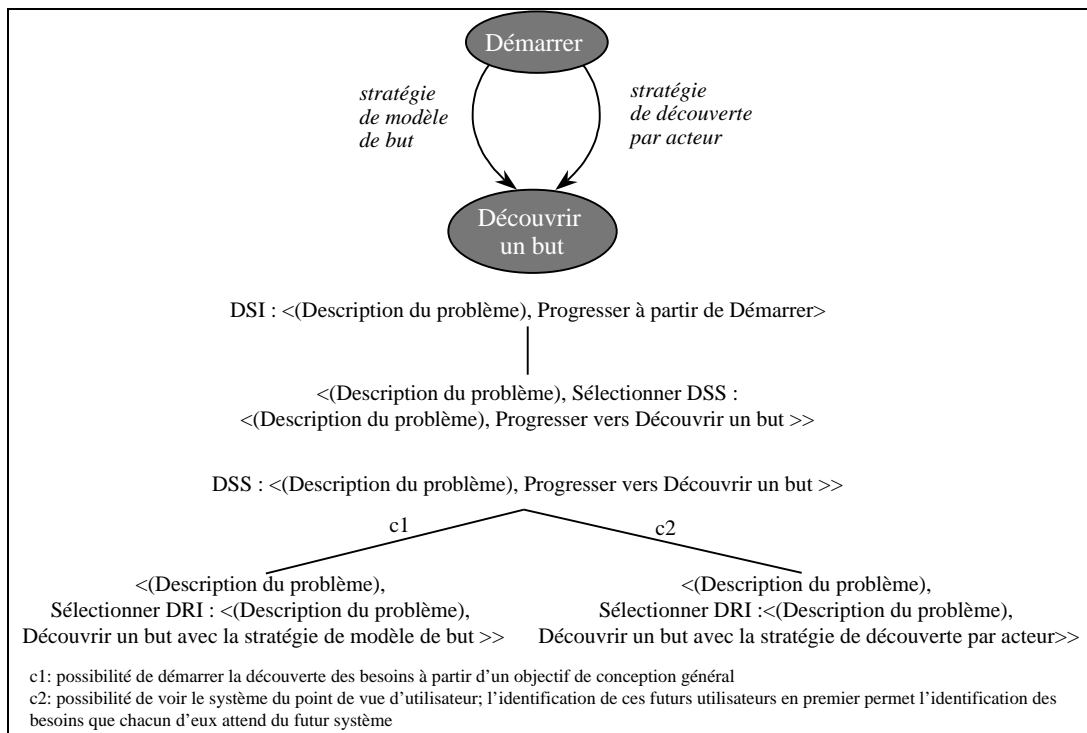 Démarrer
stratégie
de modèle
de but
stratégie
de découverte
par acteur
Découvrir
un but
DSI : <(Description du problème), Progresser à partir de Démarrer>
<(Description du problème), Sélectionner DSS :
<(Description du problème), Progresser vers Découvrir un but >>
DSS : <(Description du problème), Progresser vers Découvrir un but >>
c1
c2
<(Description du problème),
Sélectionner DRI : <(Description du problème),
Découvrir un but avec la stratégie de modèle de but >>
<(Description du problème),
Sélectionner DRI :<(Description du problème),
Découvrir un but avec la stratégie de découverte par acteur>>
c1: possibilité de démarrer la découverte des besoins à partir d’un objectif de conception général
c2: possibilité de voir le système du point de vue d’utilisateur; l’identification de ces futurs utilisateurs en premier permet l’identification des
besoins que chacun d’eux attend du futur système